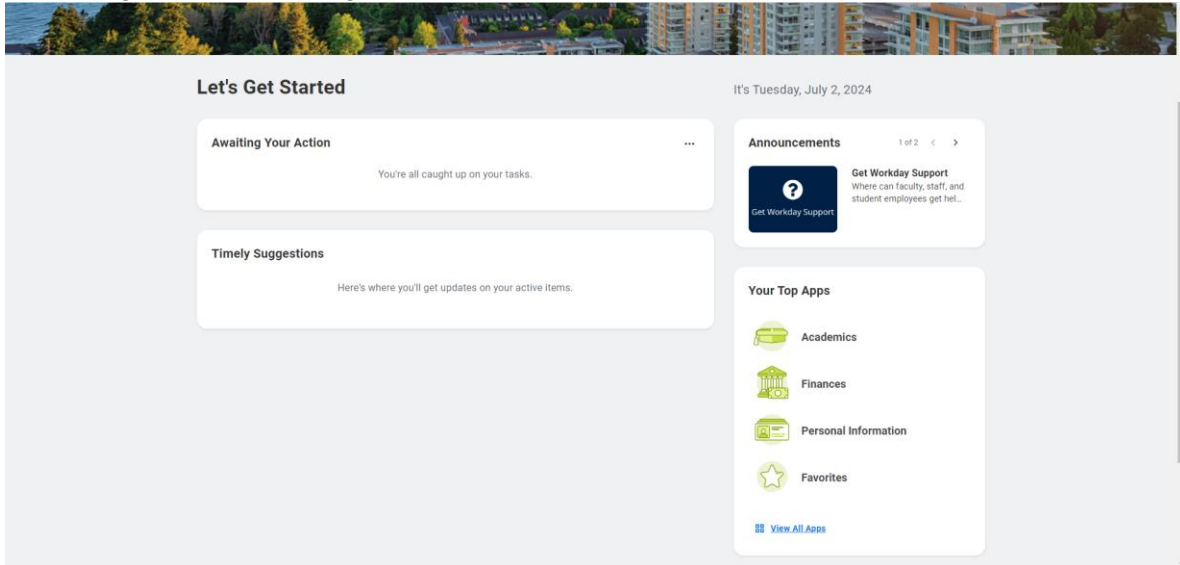 Let's Get Started
It's Tuesday, July 2, 2024
Awaiting Your Action
...
You're all caught up on your tasks.
Timely Suggestions
Here's where you'll get updates on your active items.
Announcements
1 of 2
Get Workday Support
Get Workday Support
Where can faculty, staff, and
student employees get hel...
Your Top Apps
Academics
Finances
Personal Information
Favorites
View All Apps